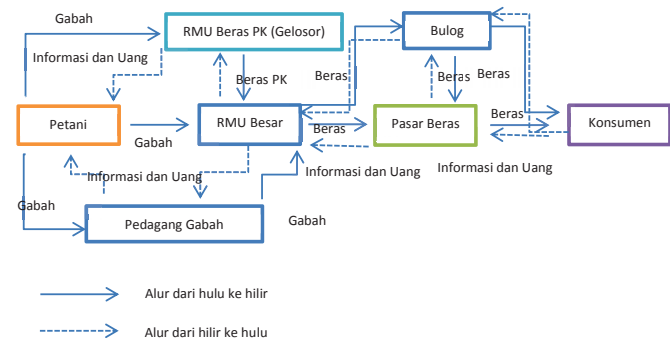 Gabah
RMU Beras PK (Gelosor)
Bulog
Informasi dan Uang
Beras PK
Beras
Beras
Beras
Petani
Gabah
RMU Besar
Beras
Pasar Beras
Beras
Konsumen
Informasi dan Uang
Informasi dan Uang
Informasi dan Uang
Gabah
Pedagang Gabah
Gabah
Alur dari hulu ke hilir
Alur dari hilir ke hulu